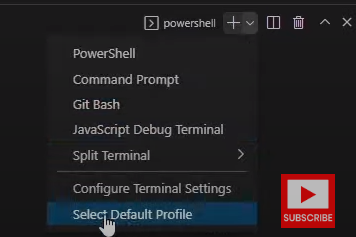 powershell
PowerShell
Command Prompt
Git Bash
JavaScript Debug Terminal
Split Terminal
Configure Terminal Settings
Select Default Profile
SUBSCRIBE